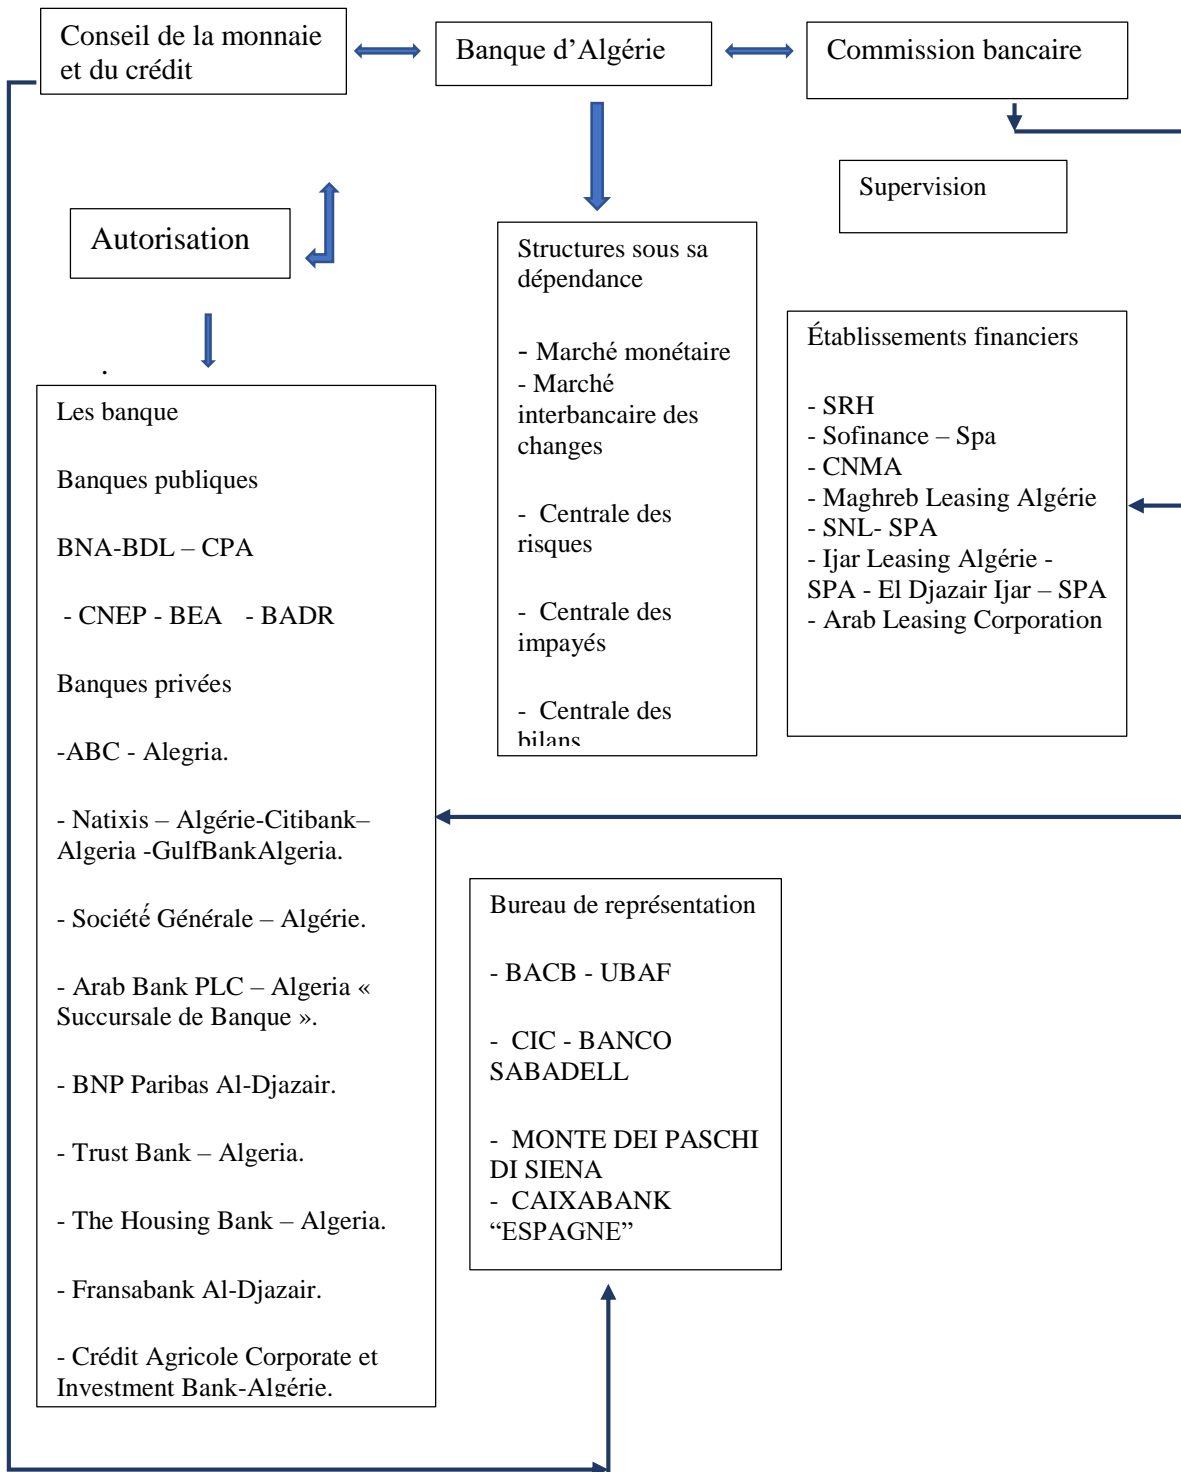 Conseil de la monnaie
et du crédit
Banque d’Algérie
Commission bancaire
Supervision
Autorisation
Structures sous sa
dépendance
- Marché monétaire
- Marché
interbancaire des
changes
- Centrale des
risques
- Centrale des
impayés
- Centrale des
bilans
Établissements financiers
- SRH
- Sofinance – Spa
- CNMA
- Maghreb Leasing Algérie
- SNL- SPA
- Ijar Leasing Algérie -
SPA - El Djazair Ijar – SPA
- Arab Leasing Corporation
.
Les banque
Banques publiques
BNA-BDL – CPA
- CNEP - BEA - BADR
Banques privées
-ABC - Alegria.
- Natixis – Algérie-Citibank–
Algeria -GulfBankAlgeria.
- Société Générale – Algérie.
- Arab Bank PLC – Algeria «
Succursale de Banque ».
- BNP Paribas Al-Djazair.
- Trust Bank – Algeria.
- The Housing Bank – Algeria.
- Fransabank Al-Djazair.
- Crédit Agricole Corporate et
Investment Bank-Algérie.
Bureau de représentation
- BACB - UBAF
- CIC - BANCO
SABADELL
- MONTE DEI PASCHI
DI SIENA
- CAIXABANK
“ESPAGNE”